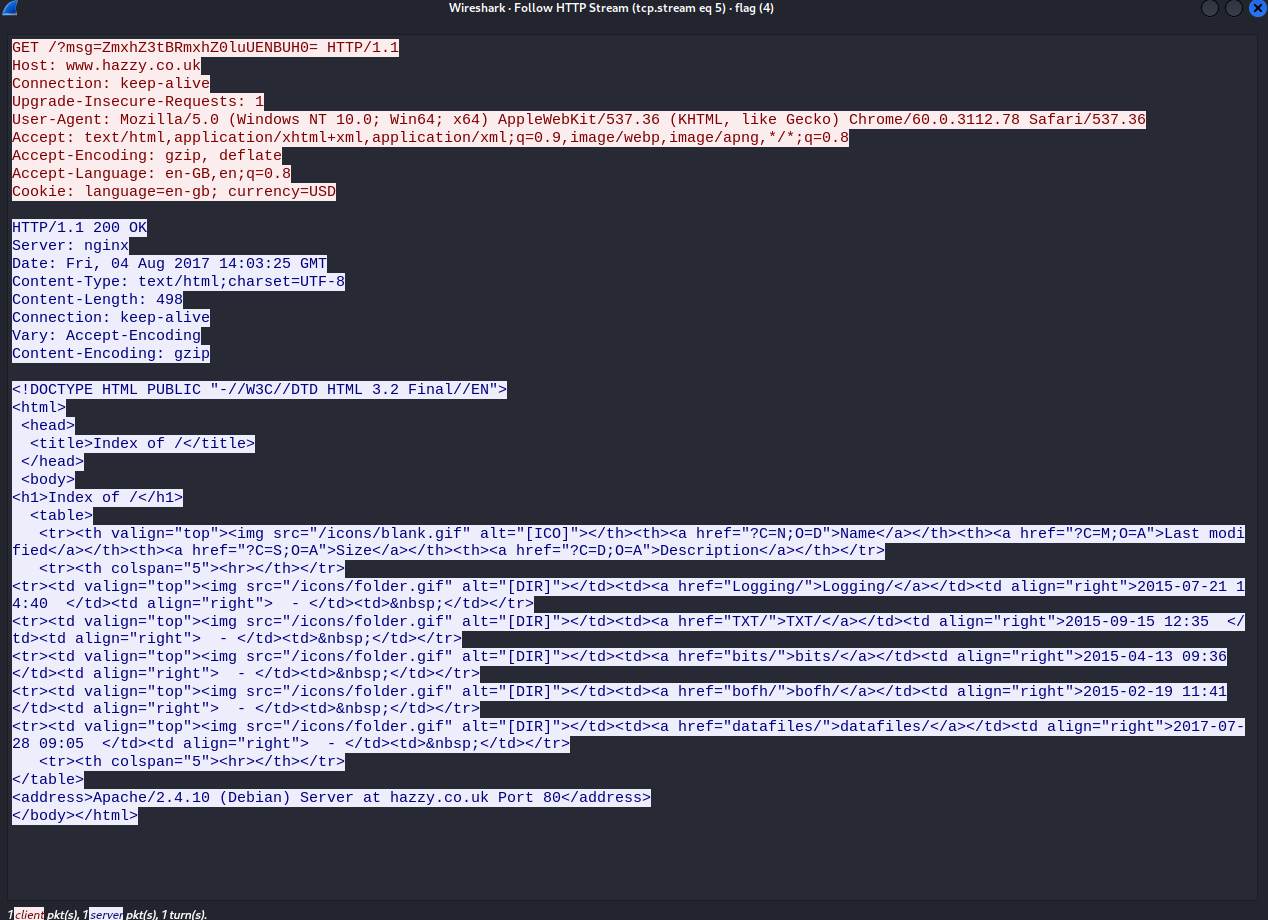 Wireshark · Follow HTTP Stream (tcp.stream eq 5) · flag (4)
GET /?msg=ZmxhZ3tBRmxhZ0luUENBUH0= HTTP/1.1
Host: www.hazzy.co.uk
Connection: keep-alive
Upgrade-Insecure-Requests: 1
User-Agent: Mozilla/5.0 (Windows NT 10.0; Win64; x64) AppleWebKit/537.36 (KHTML, like Gecko) Chrome/60.0.3112.78 Safari/537.36
Accept: text/html,application/xhtml+xml,application/xml;q=0.9,image/webp,image/apng,*/*;q=0.8
Accept-Encoding: gzip, deflate
Accept-Language: en-GB,en;q=0.8
Cookie: language=en-gb; currency=USD
HTTP/1.1 200 OK
Server: nginx
Date: Fri, 04 Aug 2017 14:03:25 GMT
Content-Type: text/html;charset=UTF-8
Content-Length: 498
Connection: keep-alive
Vary: Accept-Encoding
Content-Encoding: gzip
<!DOCTYPE HTML PUBLIC "-//W3C//DTD HTML 3.2 Final//EN">
<html>
 <head>
  <title>Index of /</title>
 </head>
 <body>
<h1>Index of /</h1>
  <table>
   <tr><th valign="top"><img src="/icons/blank.gif" alt="[ICO]"></th><th><a href="?C=N;O=D">Name</a></th><th><a href="?C=M;O=A">Last modi
fied</a></th><th><a href="?C=S;O=A">Size</a></th><th><a href="?C=D;O=A">Description</a></th></tr>
   <tr><th colspan="5"><hr></th></tr>
<tr><td valign="top"><img src="/icons/folder.gif" alt="[DIR]"></td><td><a href="Logging/">Logging/</a></td><td align="right">2015-07-21 1
4:40  </td><td align="right">  - </td><td>&nbsp;</td></tr>
<tr><td valign="top"><img src="/icons/folder.gif" alt="[DIR]"></td><td><a href="TXT/">TXT/</a></td><td align="right">2015-09-15 12:35  </
td><td align="right">  - </td><td>&nbsp;</td></tr>
<tr><td valign="top"><img src="/icons/folder.gif" alt="[DIR]"></td><td><a href="bits/">bits/</a></td><td align="right">2015-04-13 09:36
</td><td align="right">  - </td><td>&nbsp;</td></tr>
<tr><td valign="top"><img src="/icons/folder.gif" alt="[DIR]"></td><td><a href="bofh/">bofh/</a></td><td align="right">2015-02-19 11:41
</td><td align="right">  - </td><td>&nbsp;</td></tr>
<tr><td valign="top"><img src="/icons/folder.gif" alt="[DIR]"></td><td><a href="datafiles/">datafiles/</a></td><td align="right">2017-07-
28 09:05  </td><td align="right">  - </td><td>&nbsp;</td></tr>
   <tr><th colspan="5"><hr></th></tr>
</table>
<address>Apache/2.4.10 (Debian) Server at hazzy.co.uk Port 80</address>
</body></html>
1 client pkt(s), 1 server pkt(s), 1 turn(s).